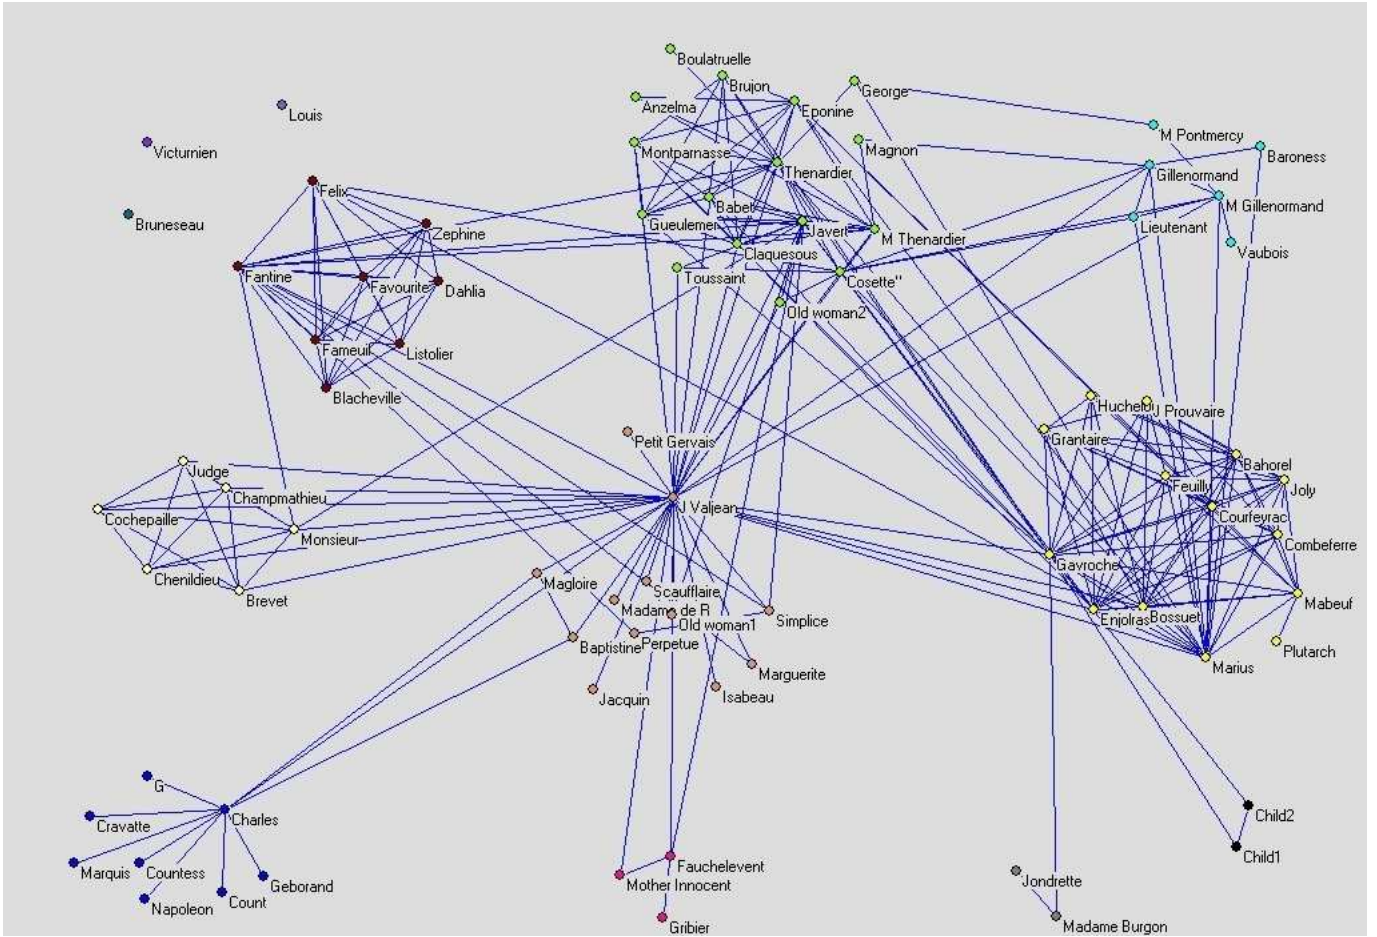 Boulatruelle
Brujon
George
Anzelma
Eponine
Louis
M Pontmercy
Victurnien
Montparnasse
Magnon
Baroness
Thenardier
Gillenormand
Felix
Babet
M Gillenormand
Bruneseau
Zephine
Gueulemer
Javert
M Thenardier
Lieutenant
Claquesous
Vaubois
Fantine
Favourite
Dahlia
Toussaint
Cosette"
Old woman2
Fameuil
Listolier
Blacheville
Huchelou
J Prouvaire
Petit Gervais
Grantaire
Judge
Bahorel
Champmathieu
Feuilly
Joly
Cochepaille
J Valjean
Courfeyrac
Monsieur
Combeferre
Gavroche
Chenildieu
Magloire
Scaufflaire
Brevet
Madame de R
Mabeuf
Old woman1
Simplice
Enjolras
Bossuet
Baptistine
Perpetue
Plutarch
Marius
Marguerite
Jacquin
Isabeau
G
Charles
Child2
Cravatte
Child1
Marquis
Countess
Fauchelevent
Geborand
Mother Innocent
Jondrette
Napoleon
Count
Gribier
Madame Burgon